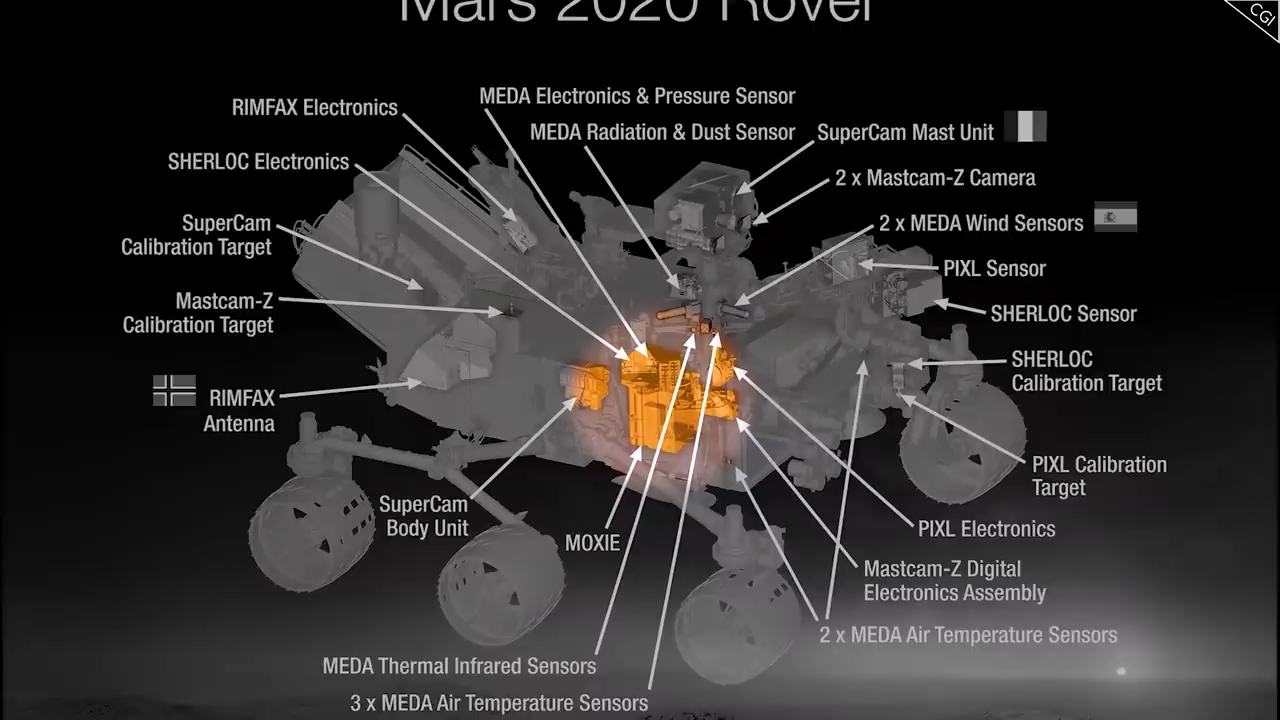 Mars 2020 Rover
CGI
RIMFAX Electronics
MEDA Electronics & Pressure Sensor
MEDA Radiation & Dust Sensor
SuperCam Mast Unit
SHERLOC Electronics
2 x Mastcam-Z Camera
SuperCam
Calibration Target
2 x MEDA Wind Sensors
PIXL Sensor
Mastcam-Z
Calibration Target
SHERLOC Sensor
SHERLOC
Calibration Target
RIMFAX
Antenna
PIXL Calibration
Target
SuperCam
Body Unit
MOXIE
PIXL Electronics
Mastcam-Z Digital
Electronics Assembly
2 x MEDA Air Temperature Sensors
MEDA Thermal Infrared Sensors
3 x MEDA Air Temperature Sensors